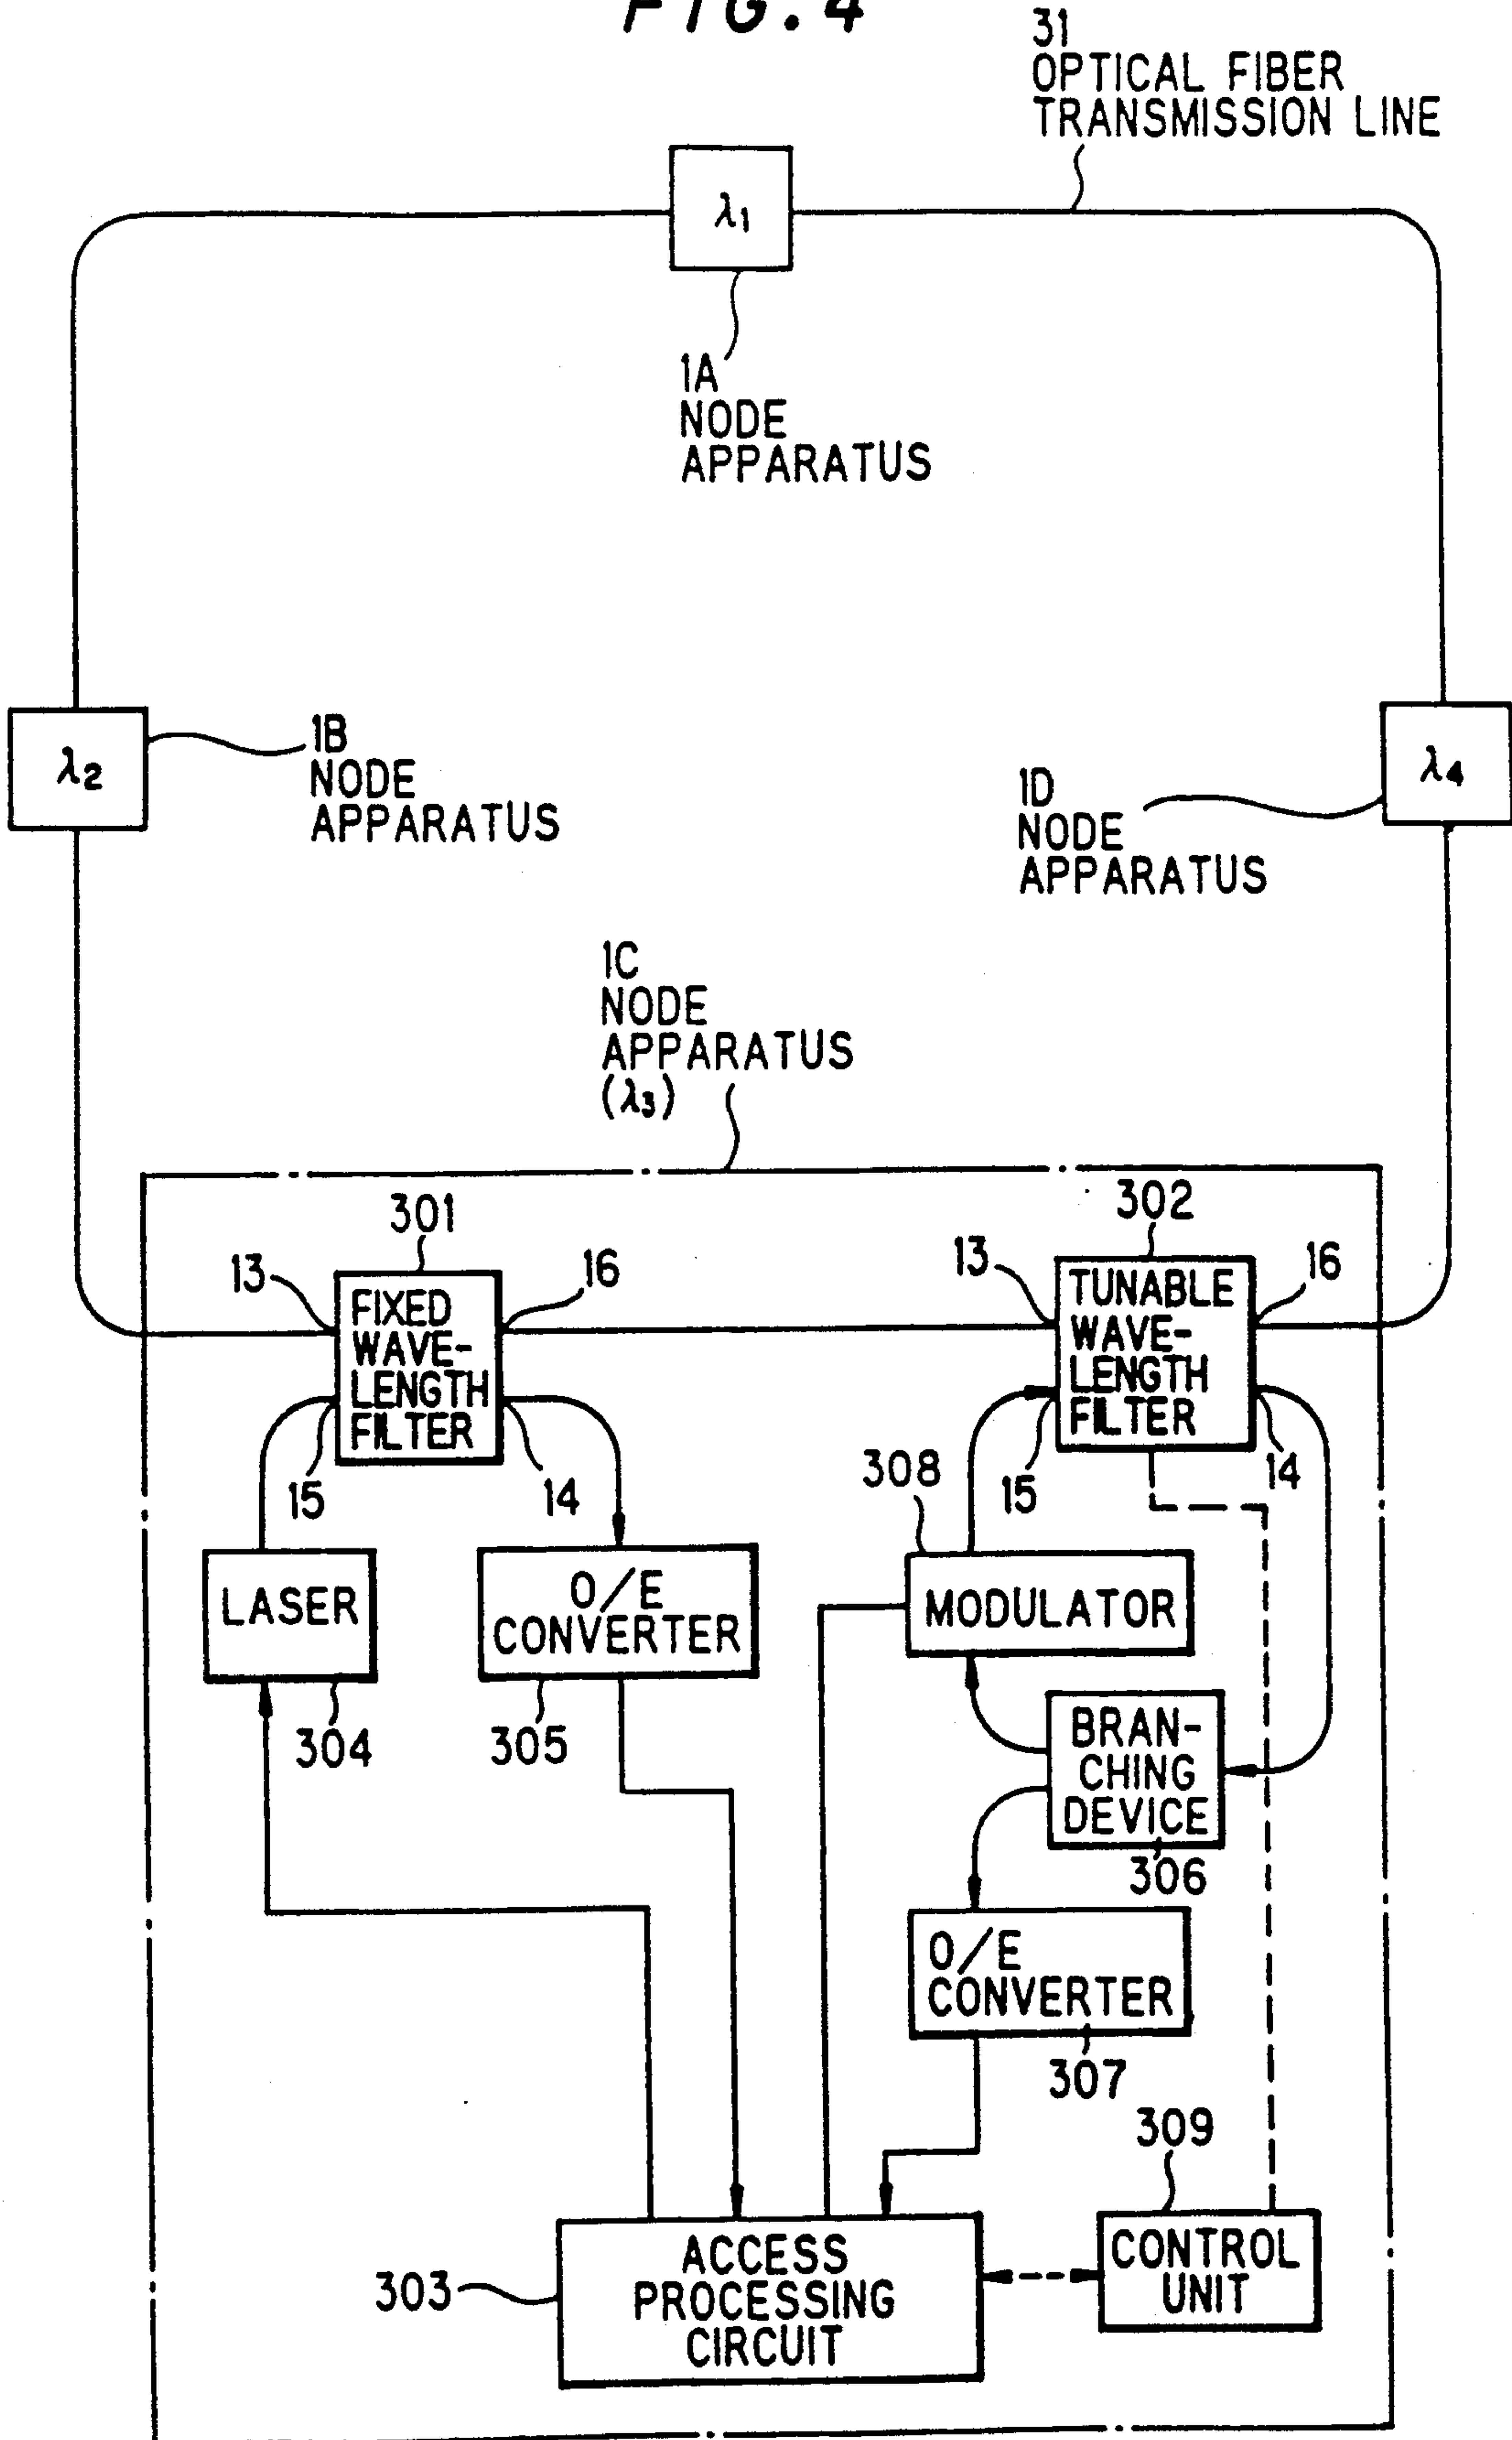 FIG. 4
31
OPTICAL FIBER
TRANSMISSION LINE
λ1
1A
NODE
APPARATUS
λ2
1B
NODE
APPARATUS
λ4
1D
NODE
APPARATUS
1C
NODE
APPARATUS
(λ3)
301
302
13
16
13
16
FIXED
WAVE-
LENGTH
FILTER
TUNABLE
WAVE-
LENGTH
FILTER
15
14
15
14
308
LASER
O/E
CONVERTER
MODULATOR
304
305
BRAN-
CHING
DEVICE
306
O/E
CONVERTER
307
309
303
ACCESS
PROCESSING
CIRCUIT
CONTROL
UNIT